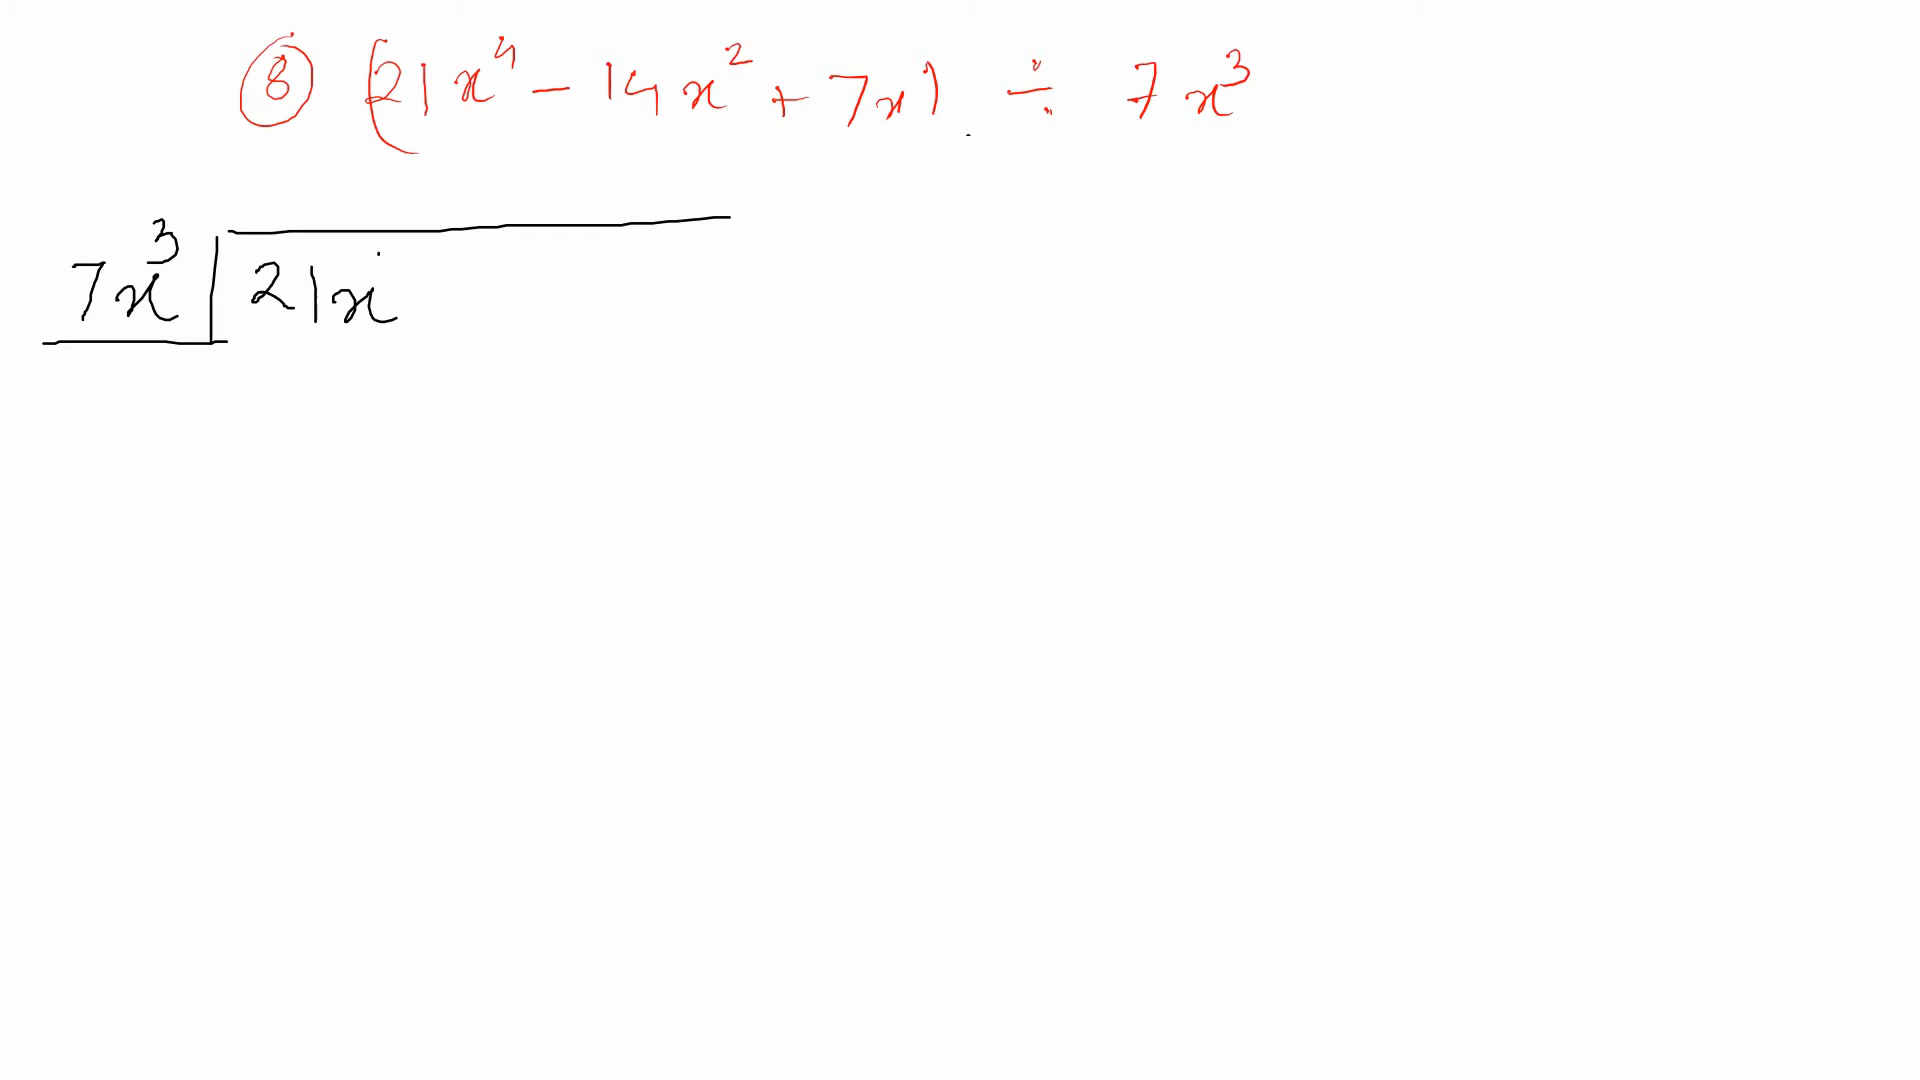 ⑧ (21x⁴ - 14x² + 7x) ÷ 7x³
7x³ 21x